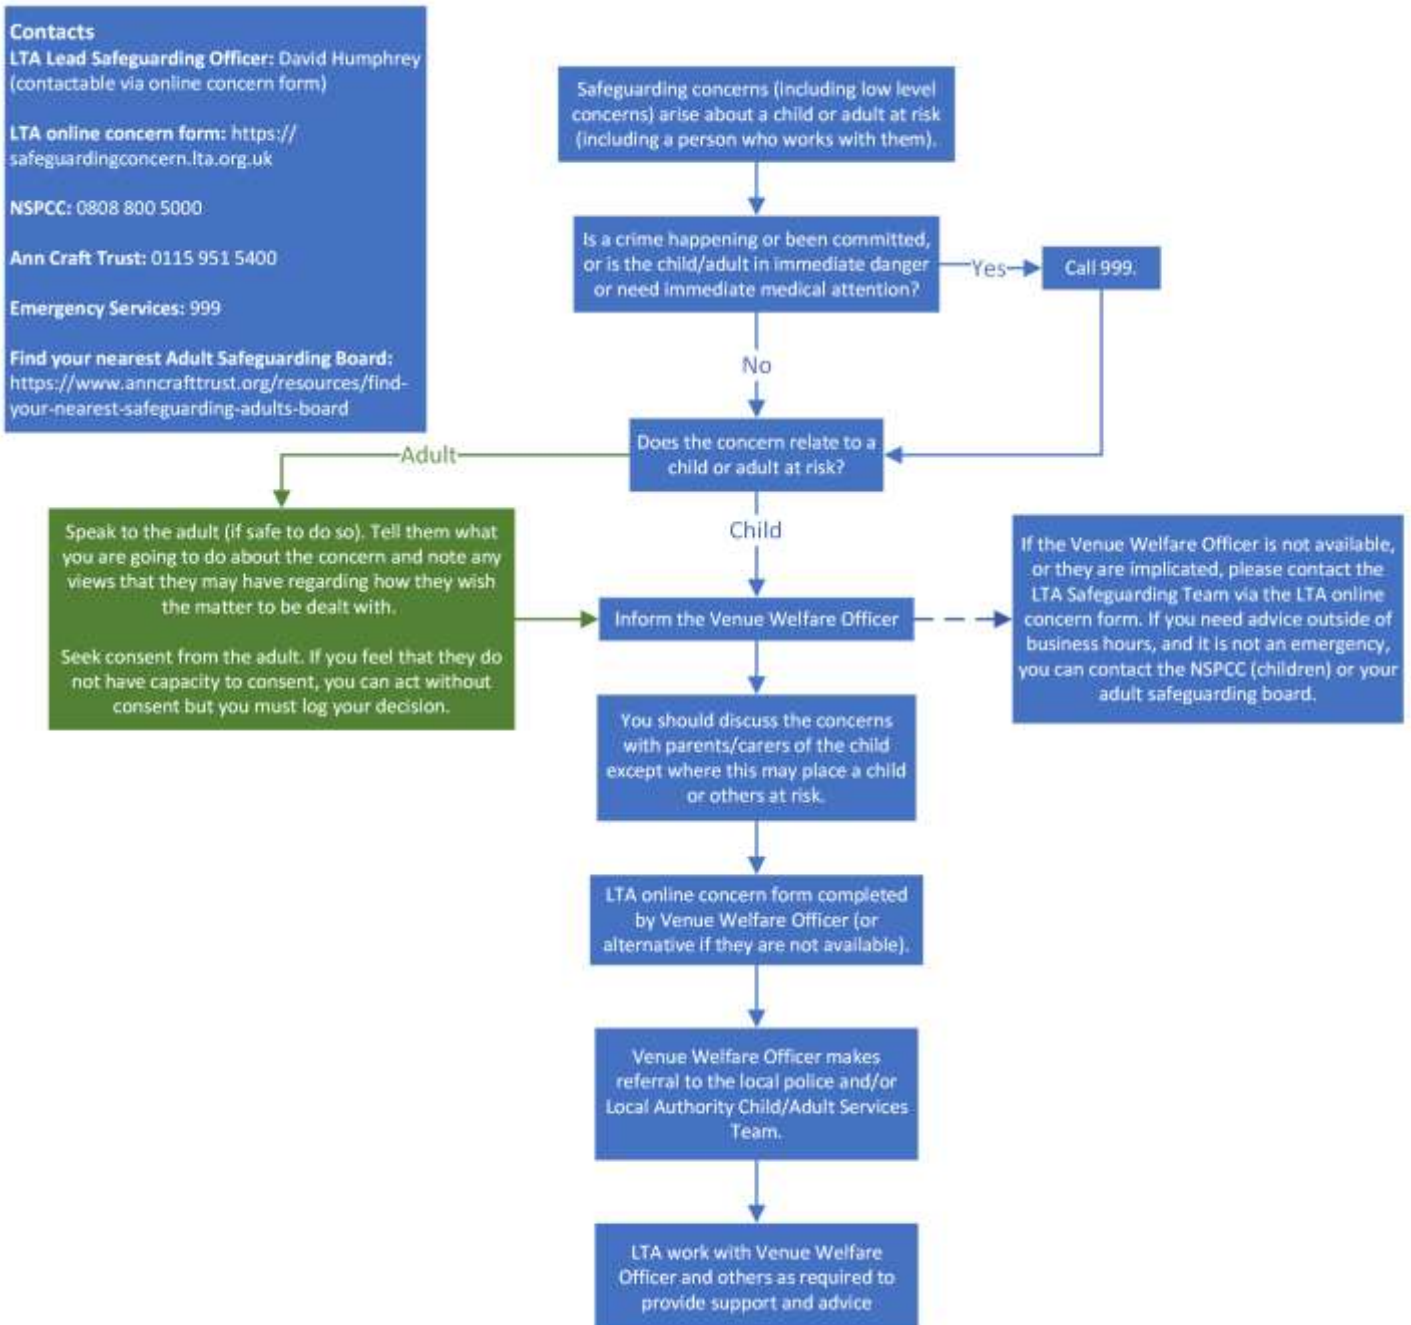 Contacts
LTA Lead Safeguarding Officer: David Humphrey
(contactable via online concern form)
LTA online concern form: https://
safeguardingconcern.lta.org.uk
NSPCC: 0808 800 5000
Ann Craft Trust: 0115 951 5400
Emergency Services: 999
Find your nearest Adult Safeguarding Board:
https://www.anncrafttrust.org/resources/find-
your-nearest-safeguarding-adults-board
Safeguarding concerns (including low level
concerns) arise about a child or adult at risk
(including a person who works with them).
Is a crime happening or been committed,
or is the child/adult in immediate danger
or need immediate medical attention?
Yes
Call 999.
No
Does the concern relate to a
child or adult at risk?
Adult
Speak to the adult (if safe to do so). Tell them what
you are going to do about the concern and note any
views that they may have regarding how they wish
the matter to be dealt with.
Seek consent from the adult. If you feel that they do
not have capacity to consent, you can act without
consent but you must log your decision.
Child
Inform the Venue Welfare Officer
If the Venue Welfare Officer is not available,
or they are implicated, please contact the
LTA Safeguarding Team via the LTA online
concern form. If you need advice outside of
business hours, and it is not an emergency,
you can contact the NSPCC (children) or your
adult safeguarding board.
You should discuss the concerns
with parents/carers of the child
except where this may place a child
or others at risk.
LTA online concern form completed
by Venue Welfare Officer (or
alternative if they are not available).
Venue Welfare Officer makes
referral to the local police and/or
Local Authority Child/Adult Services
Team.
LTA work with Venue Welfare
Officer and others as required to
provide support and advice